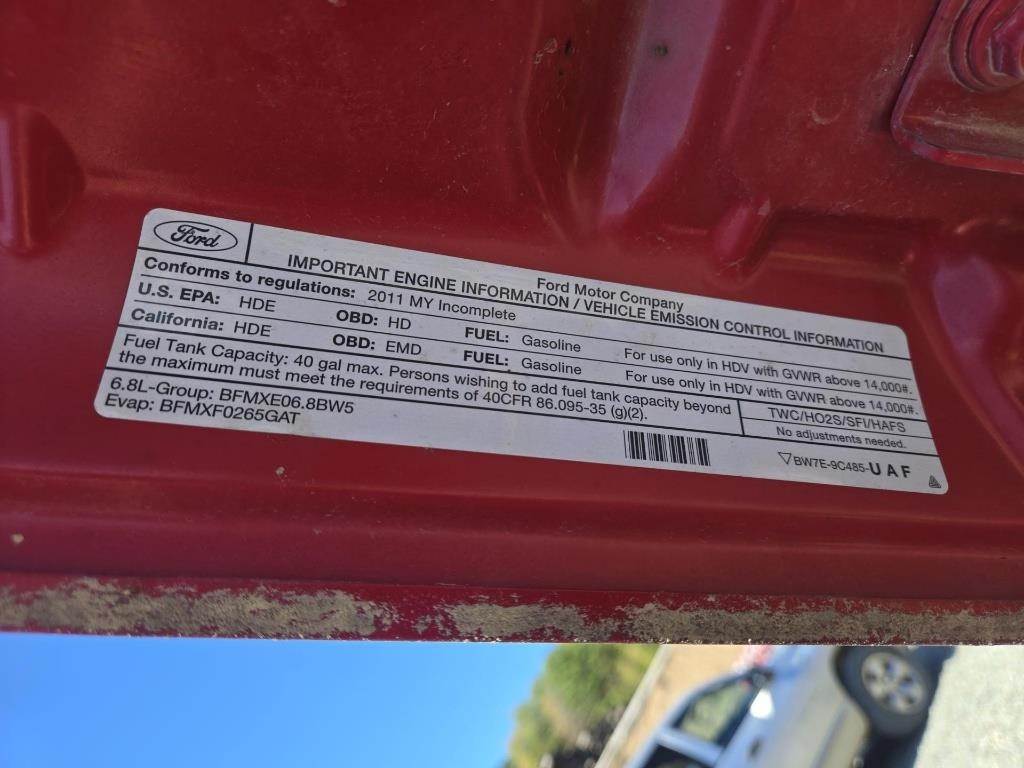 Ford
Ford Motor Company
IMPORTANT ENGINE INFORMATION / VEHICLE EMISSION CONTROL INFORMATION
Conforms to regulations: 2011 MY Incomplete
U.S. EPA: HDE OBD: HD FUEL: Gasoline For use only in HDV with GVWR above 14,000#.
California: HDE OBD: EMD FUEL: Gasoline For use only in HDV with GVWR above 14,000#.
Fuel Tank Capacity: 40 gal max. Persons wishing to add fuel tank capacity beyond
the maximum must meet the requirements of 40CFR 86.095-35 (g)(2).
TWC/HO2S/SFI/HAFS
No adjustments needed.
6.8L-Group: BFMXE06.8BW5
Evap: BFMXF0265GAT
BW7E-9C485-UAF